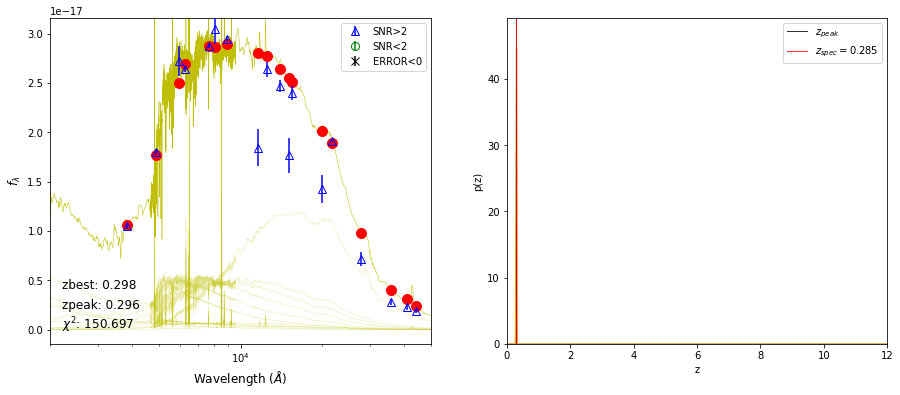 1e−17
3.0
2.5
2.0
1.5
1.0
0.5
0.0
f_λ
SNR>2
SNR<2
ERROR<0
zbest: 0.298
zpeak: 0.296
χ²: 150.697
10⁴
Wavelength (Å)
40
30
20
10
0
p(z)
z_peak
z_spec = 0.285
0 2 4 6 8 10 12
z